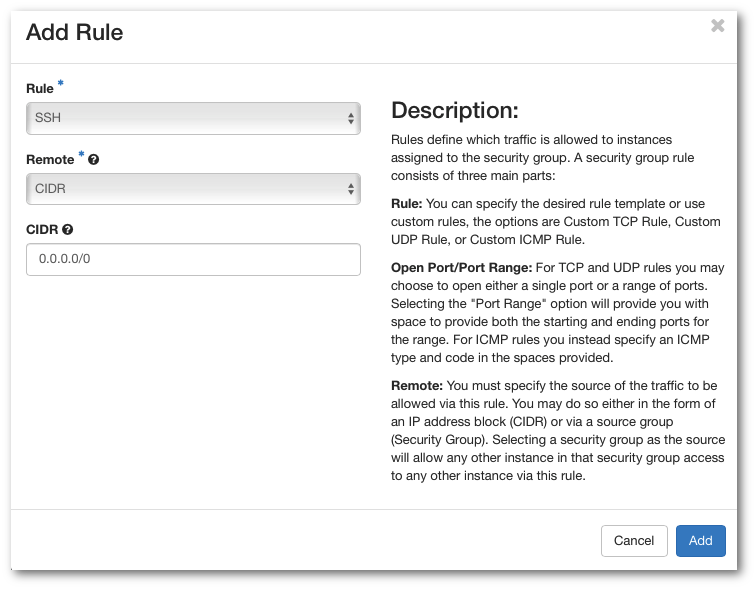 Add Rule
×
Rule *
SSH
Remote *
CIDR
CIDR
0.0.0.0/0
Description:
Rules define which traffic is allowed to instances
assigned to the security group. A security group rule
consists of three main parts:
Rule: You can specify the desired rule template or use
custom rules, the options are Custom TCP Rule, Custom
UDP Rule, or Custom ICMP Rule.
Open Port/Port Range: For TCP and UDP rules you may
choose to open either a single port or a range of ports.
Selecting the "Port Range" option will provide you with
space to provide both the starting and ending ports for
the range. For ICMP rules you instead specify an ICMP
type and code in the spaces provided.
Remote: You must specify the source of the traffic to be
allowed via this rule. You may do so either in the form of
an IP address block (CIDR) or via a source group
(Security Group). Selecting a security group as the source
will allow any other instance in that security group access
to any other instance via this rule.
Cancel
Add